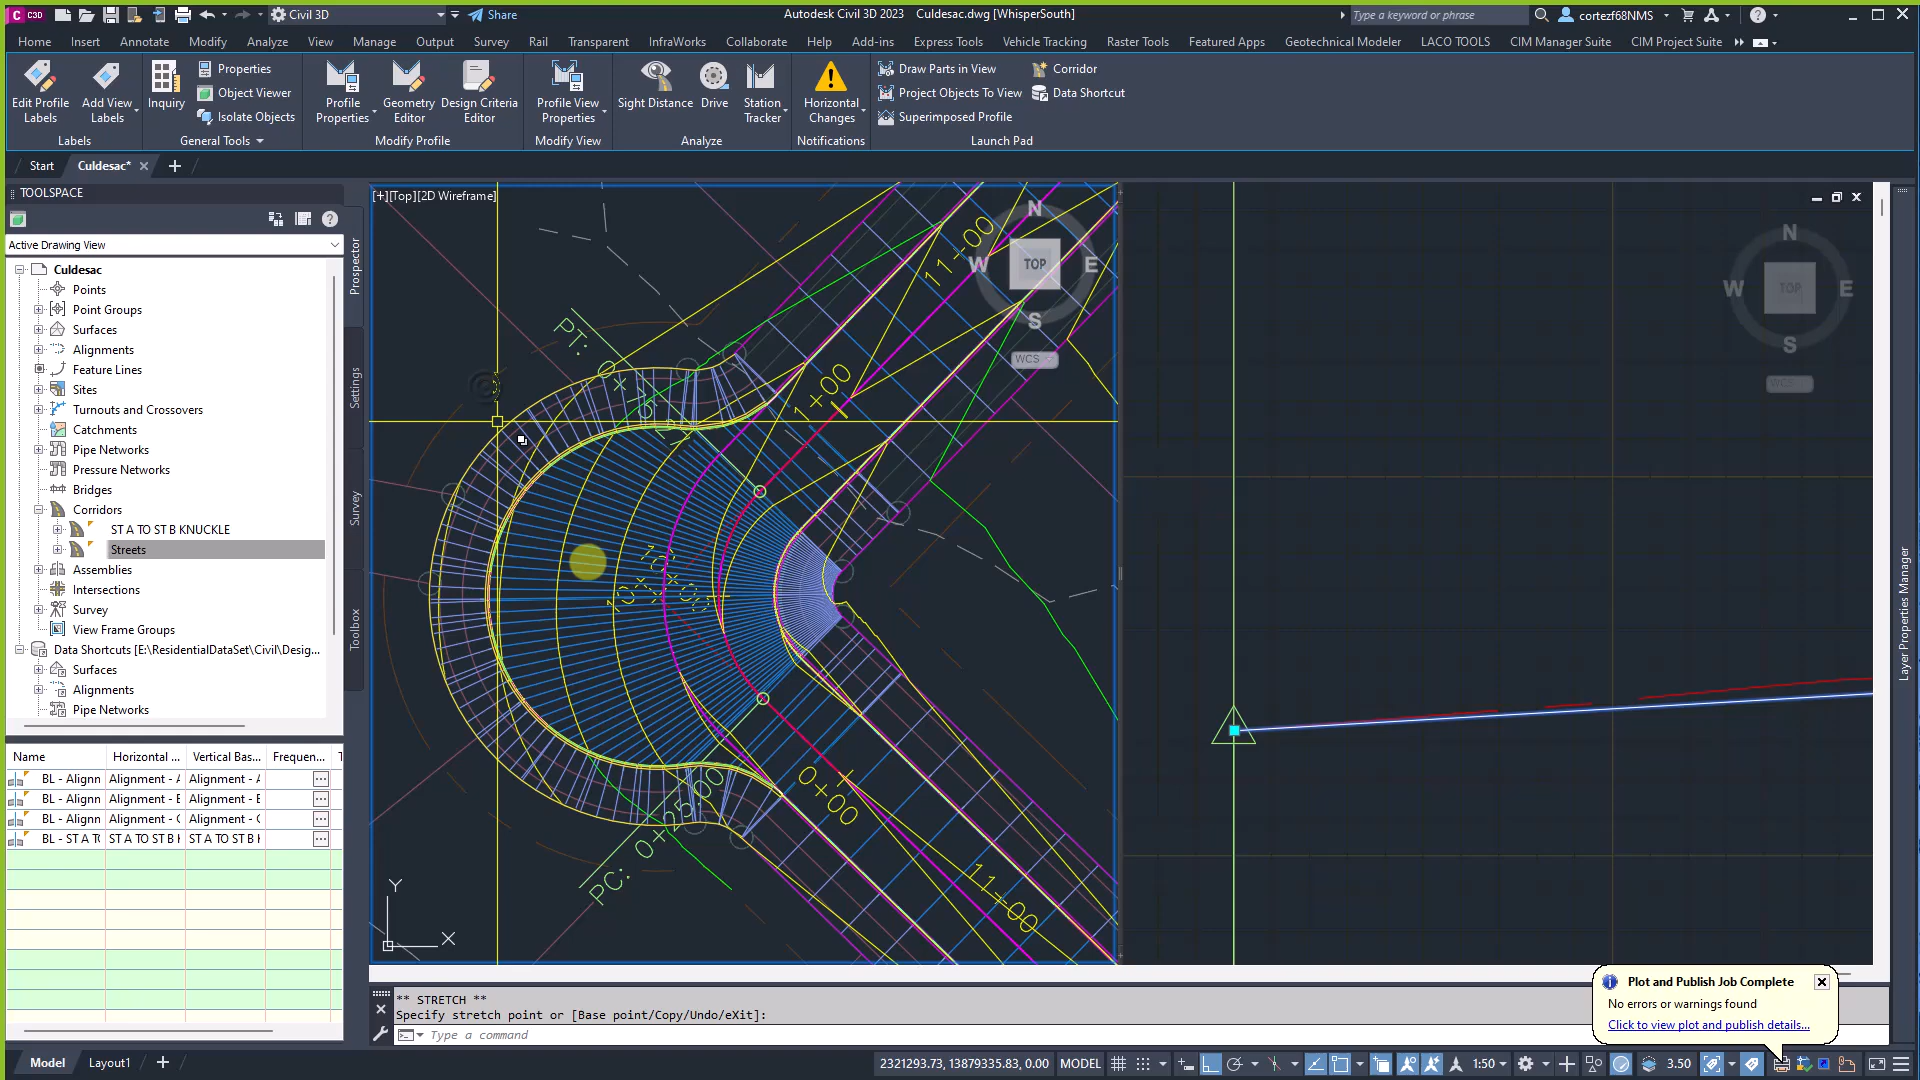 C3D
Civil 3D
Share
Autodesk Civil 3D 2023 Culdesac.dwg [WhisperSouth]
Type a keyword or phrase
cortezf68NMS
Home Insert Annotate Modify Analyze View Manage Output Survey Rail Transparent InfraWorks Collaborate Help Add-ins Express Tools Vehicle Tracking Raster Tools Featured Apps Geotechnical Modeler LACO TOOLS CIM Manager Suite CIM Project Suite
Edit Profile Labels
Add View Labels
Labels
Inquiry
Properties
Object Viewer
Isolate Objects
General Tools
Profile Properties
Geometry Editor
Design Criteria Editor
Modify Profile
Profile View Properties
Modify View
Sight Distance
Drive
Station Tracker
Analyze
Horizontal Changes
Notifications
Draw Parts in View
Project Objects To View
Superimposed Profile
Corridor
Data Shortcut
Launch Pad
Start
Culdesac*
TOOLSPACE
Active Drawing View
Culdesac
Points
Point Groups
Surfaces
Alignments
Feature Lines
Sites
Turnouts and Crossovers
Catchments
Pipe Networks
Pressure Networks
Bridges
Corridors
ST A TO ST B KNUCKLE
Streets
Assemblies
Intersections
Survey
View Frame Groups
Data Shortcuts [E:\ResidentialDataSet\Civil\Desig...
Surfaces
Alignments
Pipe Networks
Prospector
Settings
Survey
Toolbox
Name Horizontal ... Vertical Bas... Frequen... T
BL - Alignn Alignment - A Alignment - A ...
BL - Alignn Alignment - E Alignment - E ...
BL - Alignn Alignment - C Alignment - C ...
BL - ST A TC ST A TO ST B K ST A TO ST B K ...
[+][Top][2D Wireframe]
11+00
N
W TOP E
S
WCS
1+00
0+00
PC: 0+25.00
11+00
Y
X
N
W TOP E
S
WCS
Layer Properties Manager
** STRETCH **
Specify stretch point or [Base point/Copy/Undo/eXit]:
Type a command
Plot and Publish Job Complete
No errors or warnings found
Click to view plot and publish details...
Model
Layout1
2321293.73, 13879335.83, 0.00 MODEL
1:50
3.50